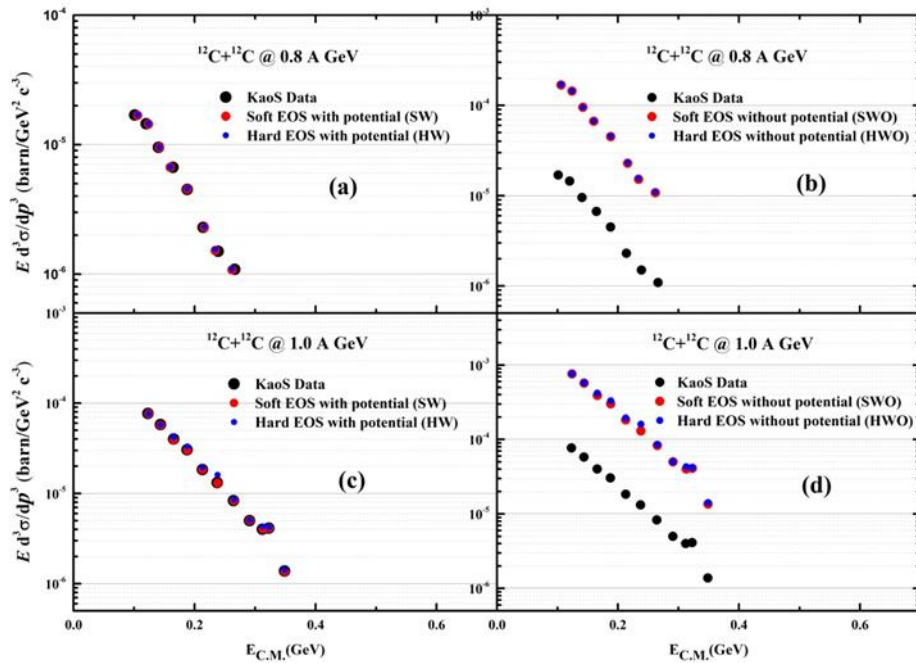 10⁻⁴
¹²C+¹²C @ 0.8 A GeV
KaoS Data
Soft EOS with potential (SW)
Hard EOS with potential (HW)
10⁻⁵
(a)
10⁻⁶
10⁻⁷
E d³σ/dp³ (barn/GeV² c⁻³)
10⁻³
¹²C+¹²C @ 0.8 A GeV
KaoS Data
Soft EOS without potential (SWO)
Hard EOS without potential (HWO)
10⁻⁴
(b)
10⁻⁵
10⁻⁶
E d³σ/dp³ (barn/GeV² c⁻³)
10⁻³
¹²C+¹²C @ 1.0 A GeV
KaoS Data
Soft EOS with potential (SW)
Hard EOS with potential (HW)
10⁻⁴
(c)
10⁻⁵
10⁻⁶
0.0 0.2 0.4 0.6
E_C.M.(GeV)
¹²C+¹²C @ 1.0 A GeV
10⁻³
KaoS Data
Soft EOS without potential (SWO)
Hard EOS without potential (HWO)
10⁻⁴
(d)
10⁻⁵
10⁻⁶
0.0 0.2 0.4 0.6
E_C.M.(GeV)